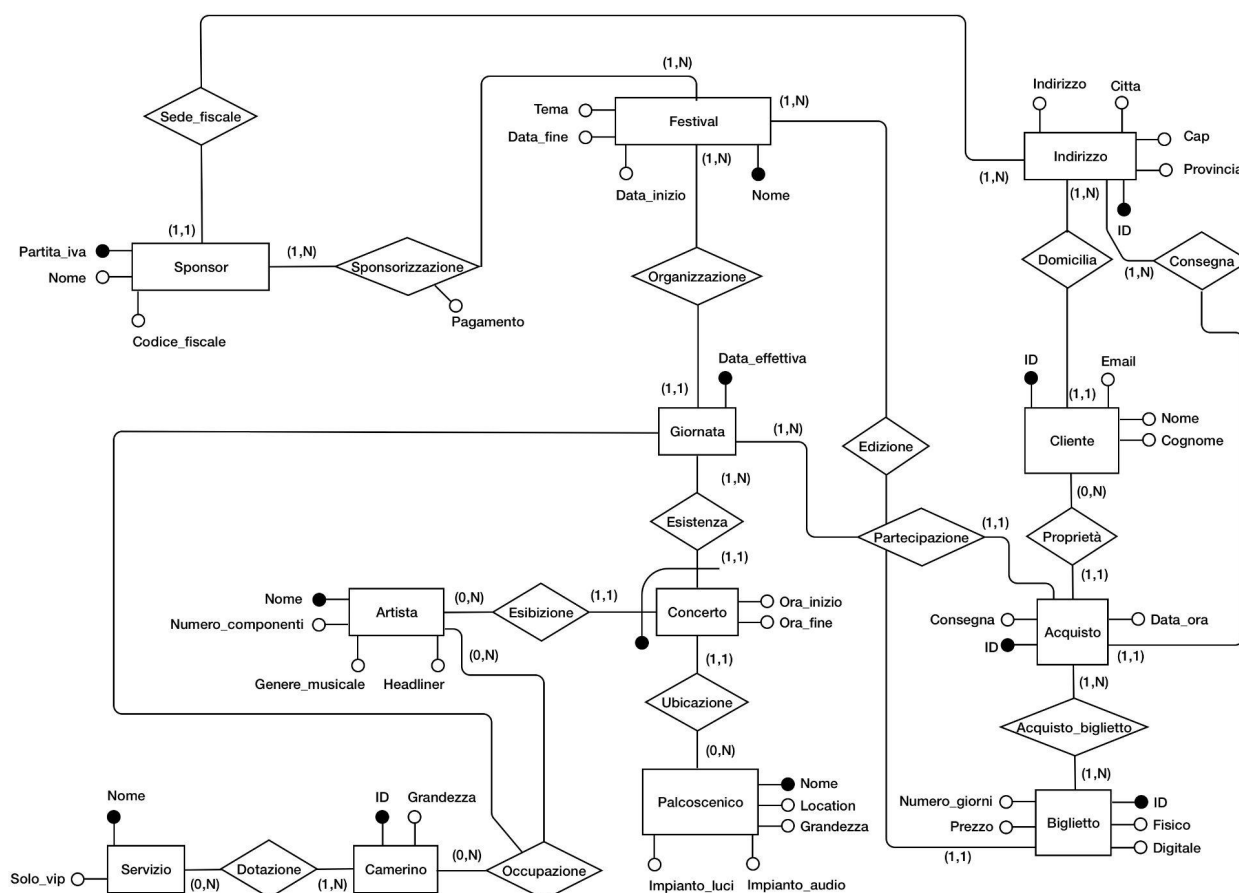 (1,N)
Indirizzo
Citta
(1,N)
(1,N)
Tema
Cap
Sede_fiscale
Festival
Data_fine
Indirizzo
(1,N)
Provincia
(1,N)
(1,N)
Data_inizio
Nome
ID
(1,1)
Partita_iva
(1,N)
Domicilia
Consegna
Sponsor
Sponsorizzazione
(1,N)
Nome
Organizzazione
Pagamento
Codice_fiscale
Data_effettiva
ID
Email
(1,1)
(1,1)
Nome
Giornata
(1,N)
Edizione
Cliente
Cognome
(1,N)
(0,N)
Esistenza
(1,1)
Partecipazione
Proprietà
(1,1)
(1,1)
Nome
Artista
(0,N)
Esibizione
(1,1)
Concerto
Ora_inizio
Numero_componenti
Ora_fine
Consegna
Acquisto
Data_ora
ID
(1,1)
(0,N)
(1,1)
Genere_musicale
Headliner
(1,N)
Ubicazione
Acquisto_biglietto
(0,N)
(1,N)
Nome
ID
Grandezza
Palcoscenico
Nome
Location
Grandezza
Numero_giorni
ID
Prezzo
Biglietto
Fisico
Digitale
(0,N)
(1,1)
Servizio
Dotazione
Camerino
Occupazione
Solo_vip
(0,N)
(1,N)
Impianto_luci
Impianto_audio